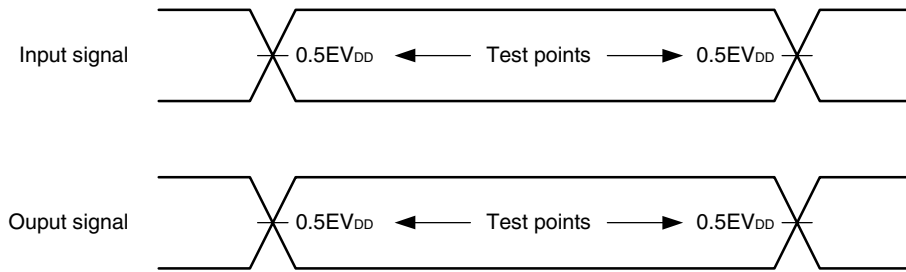 Input signal 0.5EVDD Test points 0.5EVDD
Ouput signal 0.5EVDD Test points 0.5EVDD